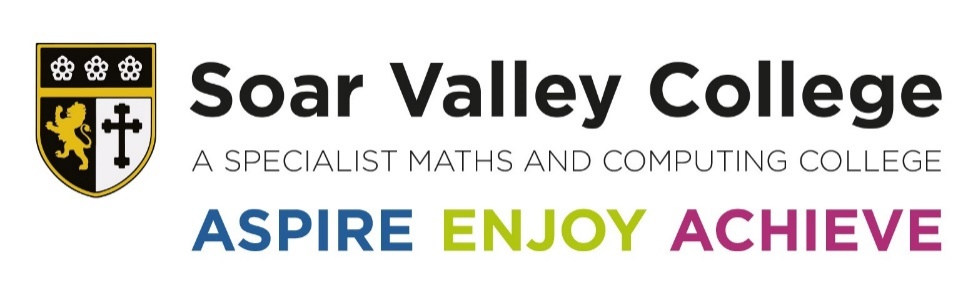 Soar Valley College
A SPECIALIST MATHS AND COMPUTING COLLEGE
ASPIRE ENJOY ACHIEVE